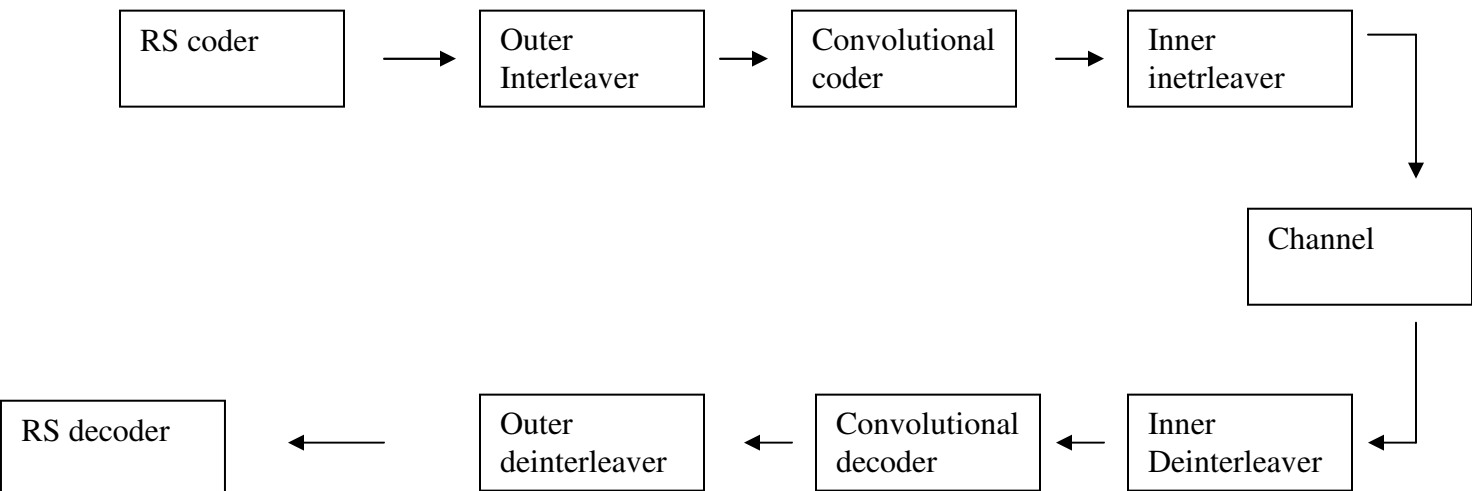 RS coder
Outer
Interleaver
Convolutional
coder
Inner
inetrleaver
Channel
RS decoder
Outer
deinterleaver
Convolutional
decoder
Inner
Deinterleaver